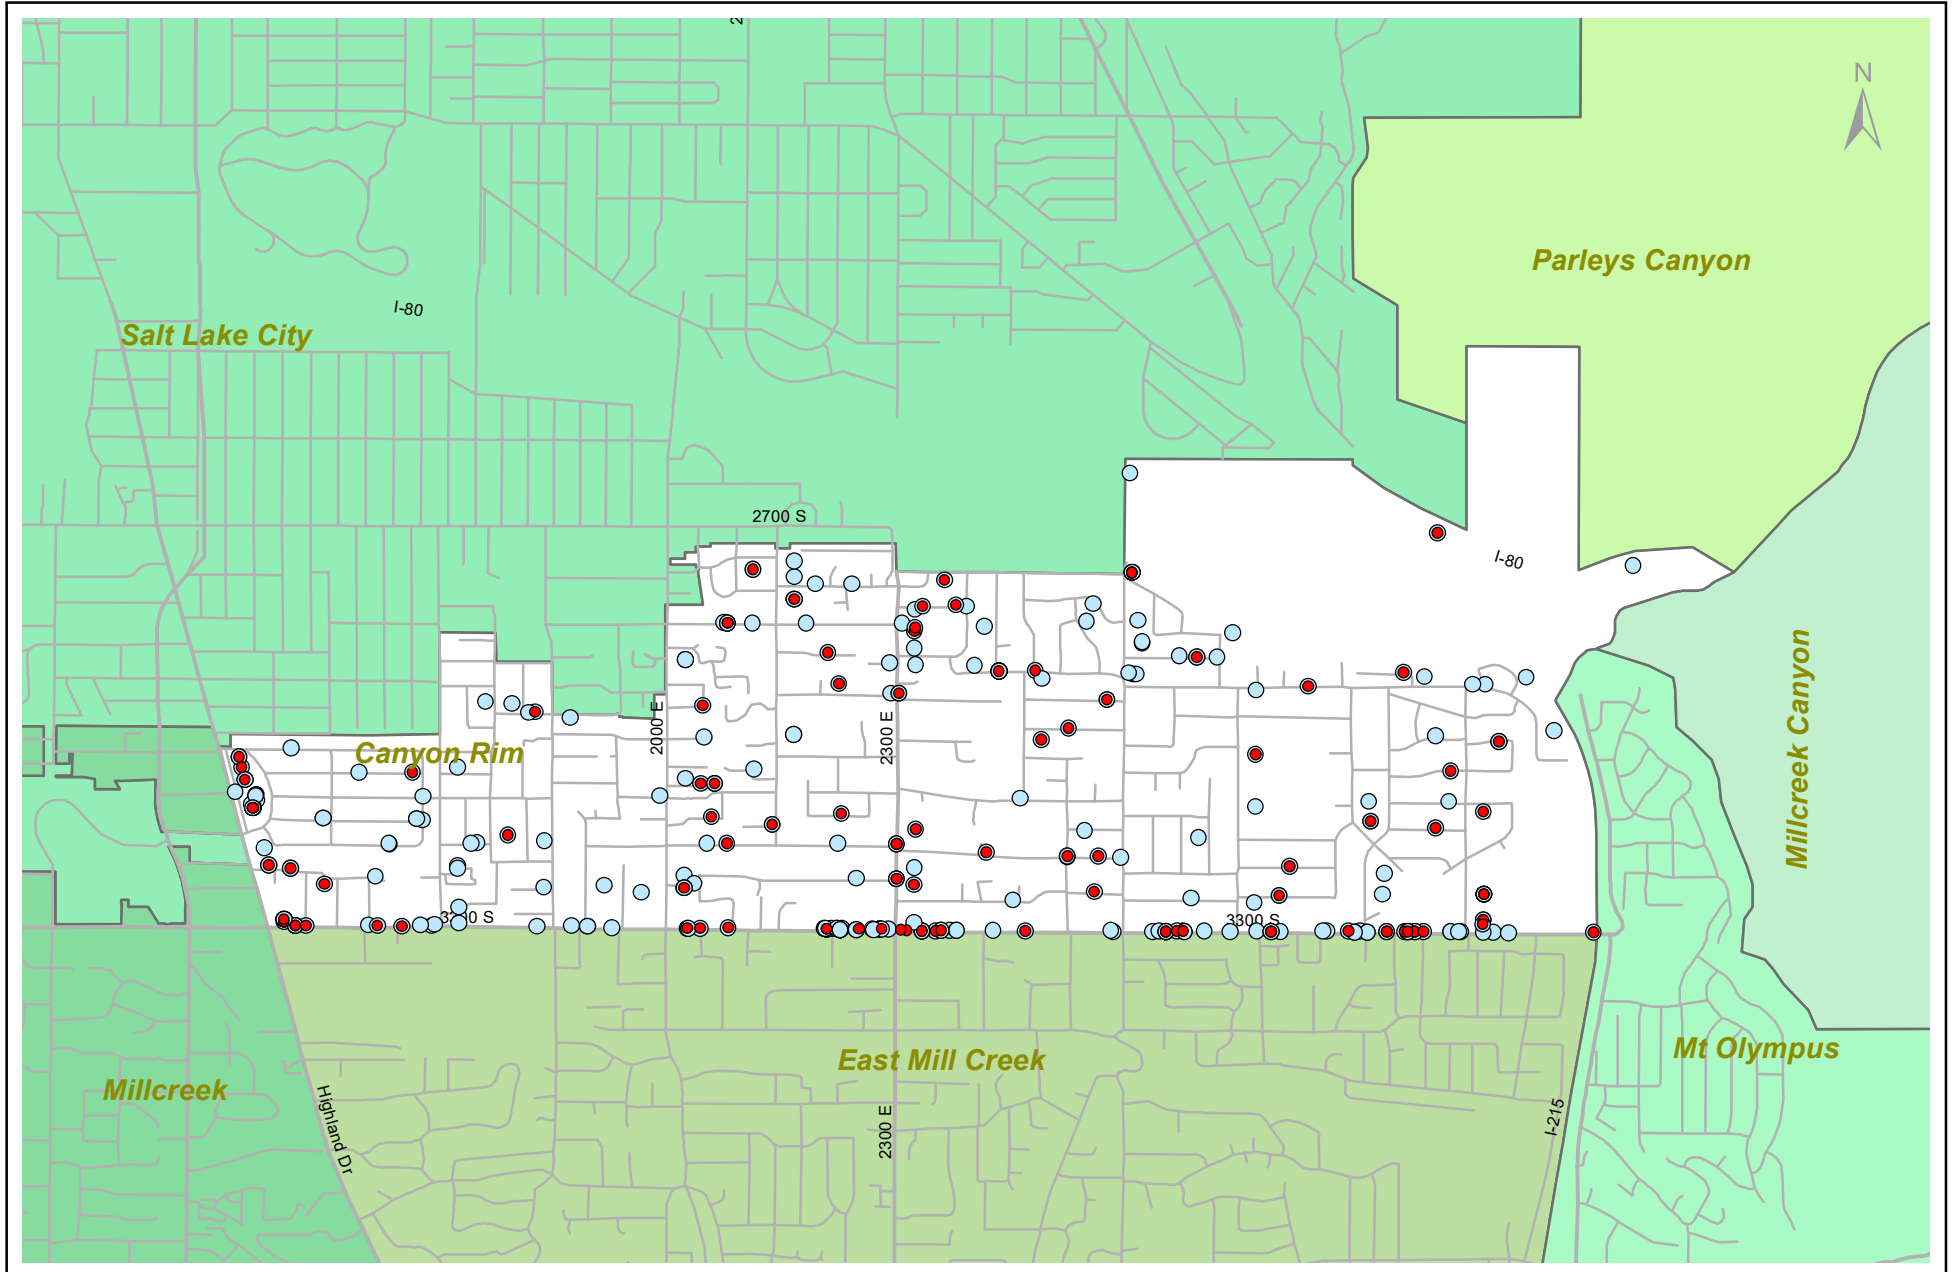 N
Parleys Canyon
I-80
Salt Lake City
2700 S
I-80
2000 E
2300 E
Canyon Rim
Millcreek Canyon
3300 S
3300 S
East Mill Creek
Mt Olympus
Millcreek
Highland Dr
2300 E
I-215